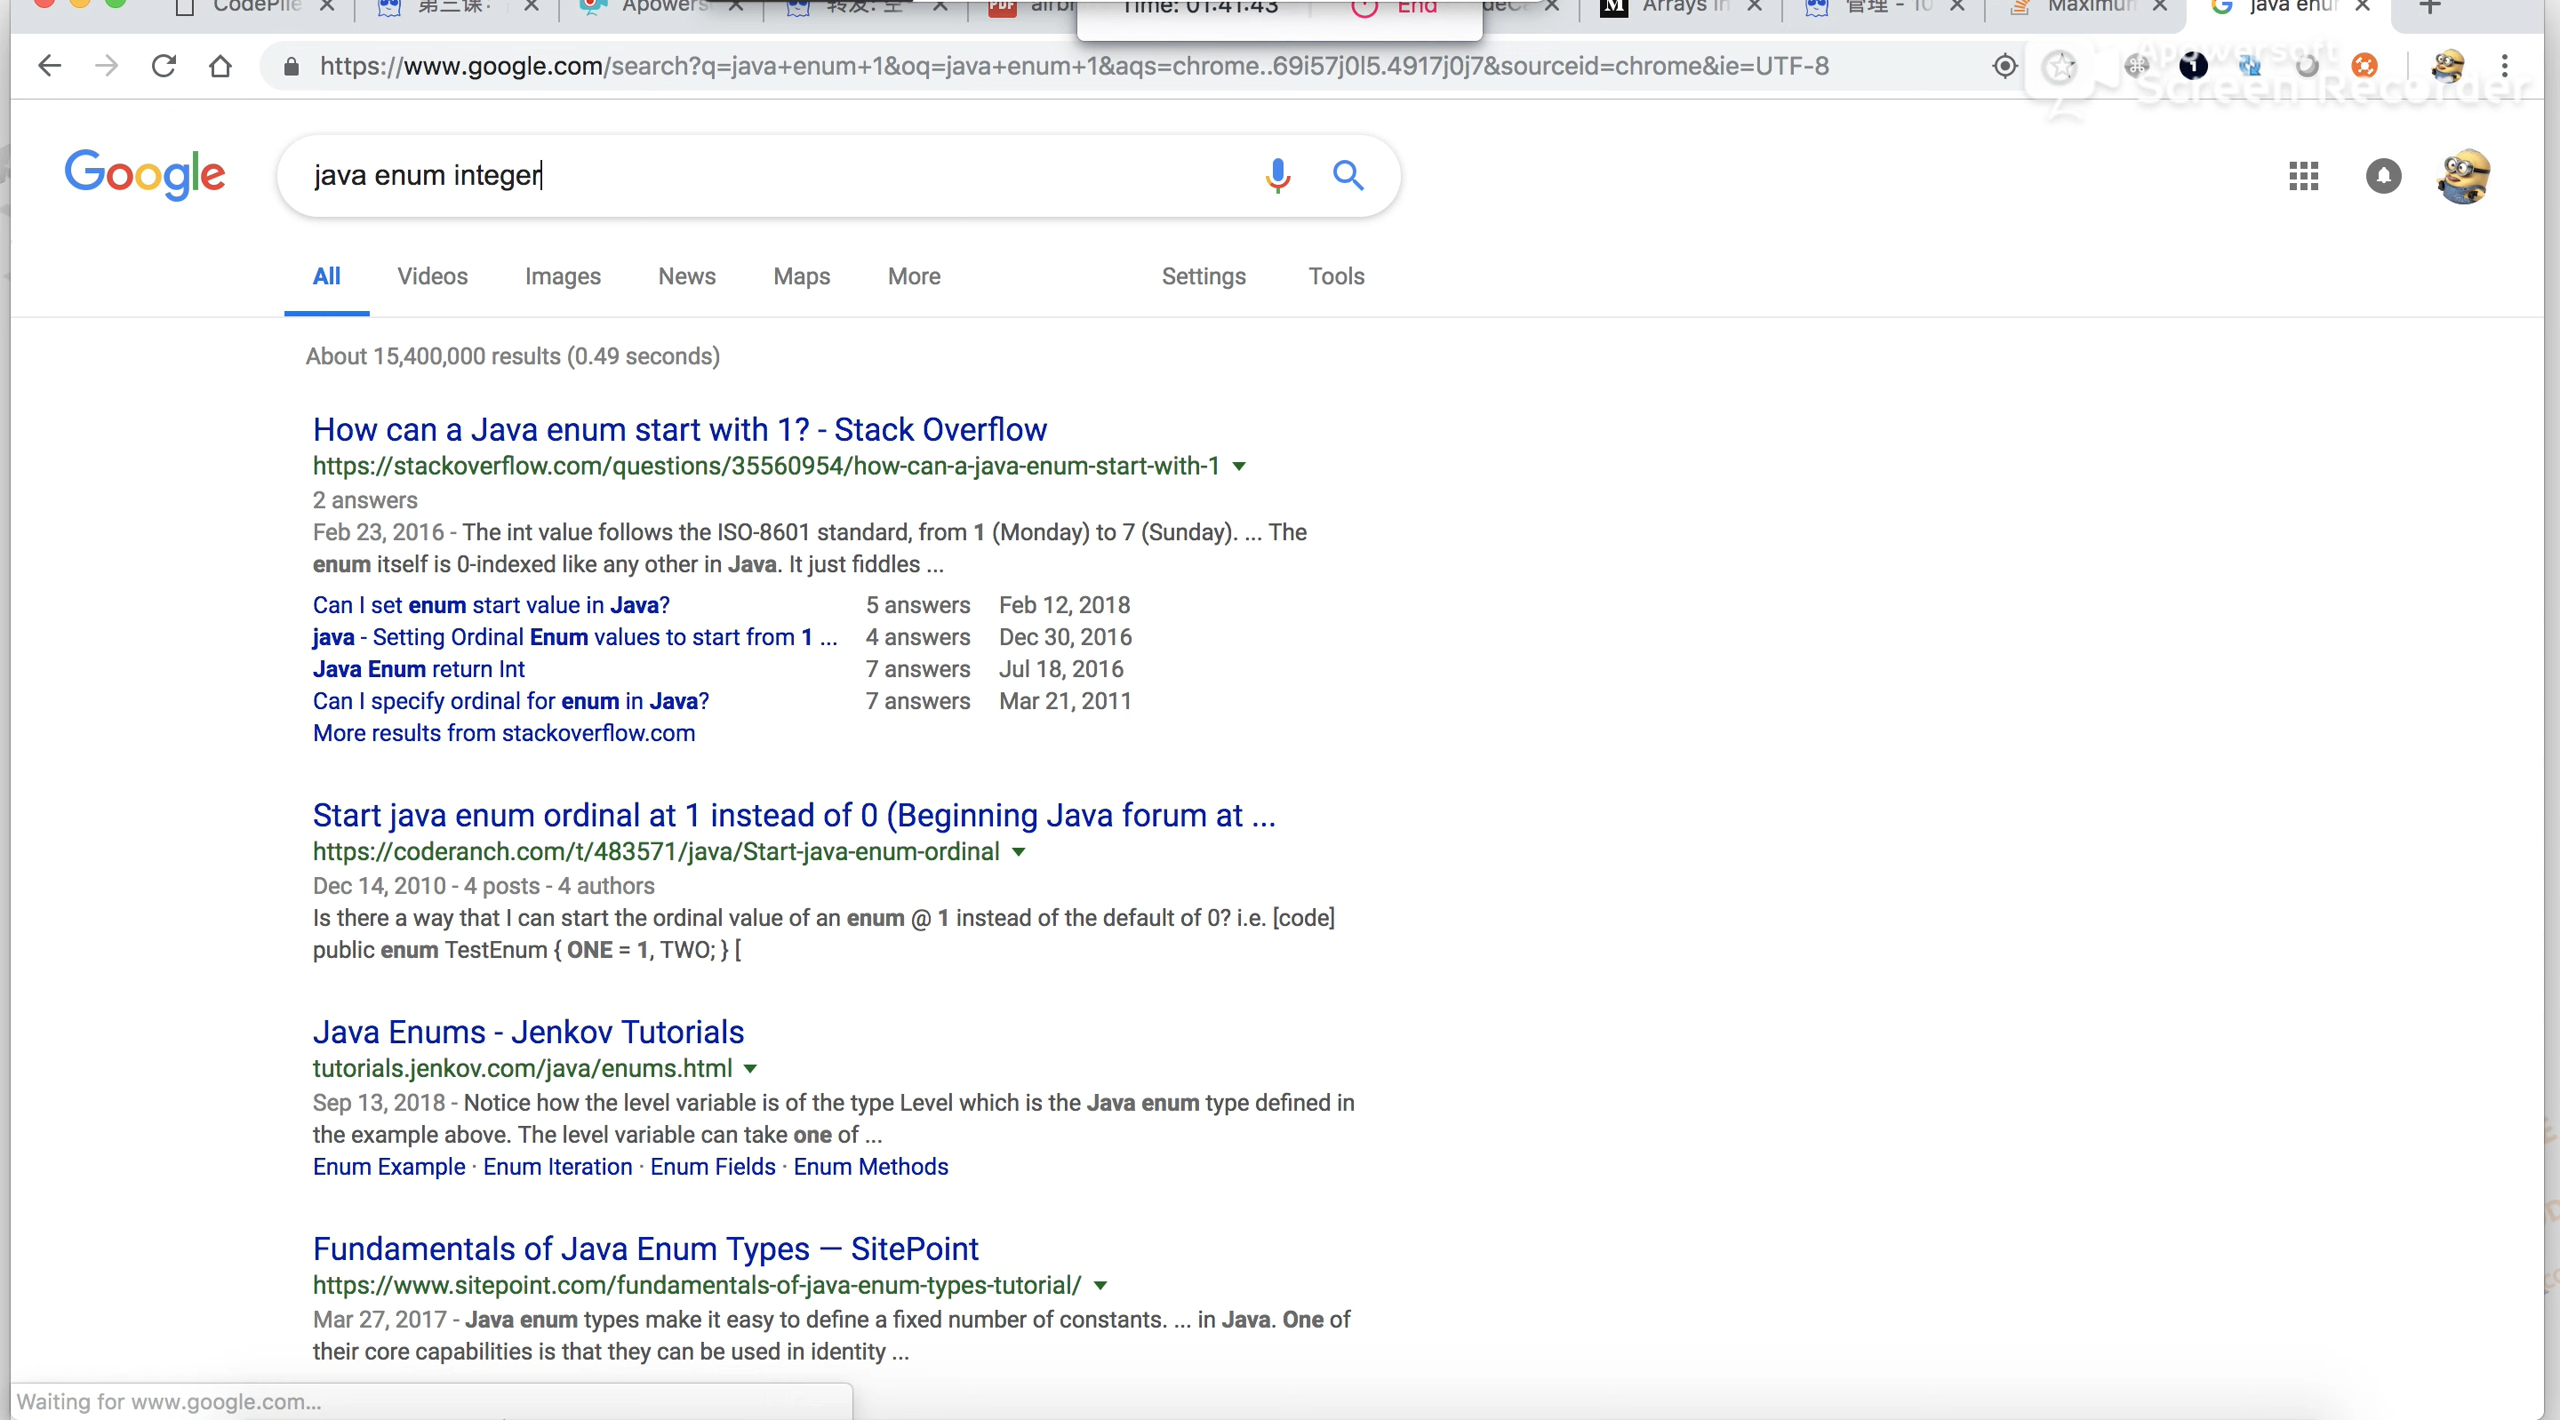 CodePile
第三课:
Apowers
转发: 空
PDF airbr
Time: 01:41:43 End
Arrays in
管理 - 10
Maximum
java enum
https://www.google.com/search?q=java+enum+1&oq=java+enum+1&aqs=chrome..69i57j0l5.4917j0j7&sourceid=chrome&ie=UTF-8
Apowersoft
Screen Recorder
Google
java enum integer
All Videos Images News Maps More Settings Tools
About 15,400,000 results (0.49 seconds)
How can a Java enum start with 1? - Stack Overflow
https://stackoverflow.com/questions/35560954/how-can-a-java-enum-start-with-1
2 answers
Feb 23, 2016 - The int value follows the ISO-8601 standard, from 1 (Monday) to 7 (Sunday). ... The
enum itself is 0-indexed like any other in Java. It just fiddles ...
Can I set enum start value in Java? 5 answers Feb 12, 2018
java - Setting Ordinal Enum values to start from 1 ... 4 answers Dec 30, 2016
Java Enum return Int 7 answers Jul 18, 2016
Can I specify ordinal for enum in Java? 7 answers Mar 21, 2011
More results from stackoverflow.com
Start java enum ordinal at 1 instead of 0 (Beginning Java forum at ...
https://coderanch.com/t/483571/java/Start-java-enum-ordinal
Dec 14, 2010 - 4 posts - 4 authors
Is there a way that I can start the ordinal value of an enum @ 1 instead of the default of 0? i.e. [code]
public enum TestEnum { ONE = 1, TWO; } [
Java Enums - Jenkov Tutorials
tutorials.jenkov.com/java/enums.html
Sep 13, 2018 - Notice how the level variable is of the type Level which is the Java enum type defined in
the example above. The level variable can take one of ...
Enum Example · Enum Iteration · Enum Fields · Enum Methods
Fundamentals of Java Enum Types — SitePoint
https://www.sitepoint.com/fundamentals-of-java-enum-types-tutorial/
Mar 27, 2017 - Java enum types make it easy to define a fixed number of constants. ... in Java. One of
their core capabilities is that they can be used in identity ...
Waiting for www.google.com...